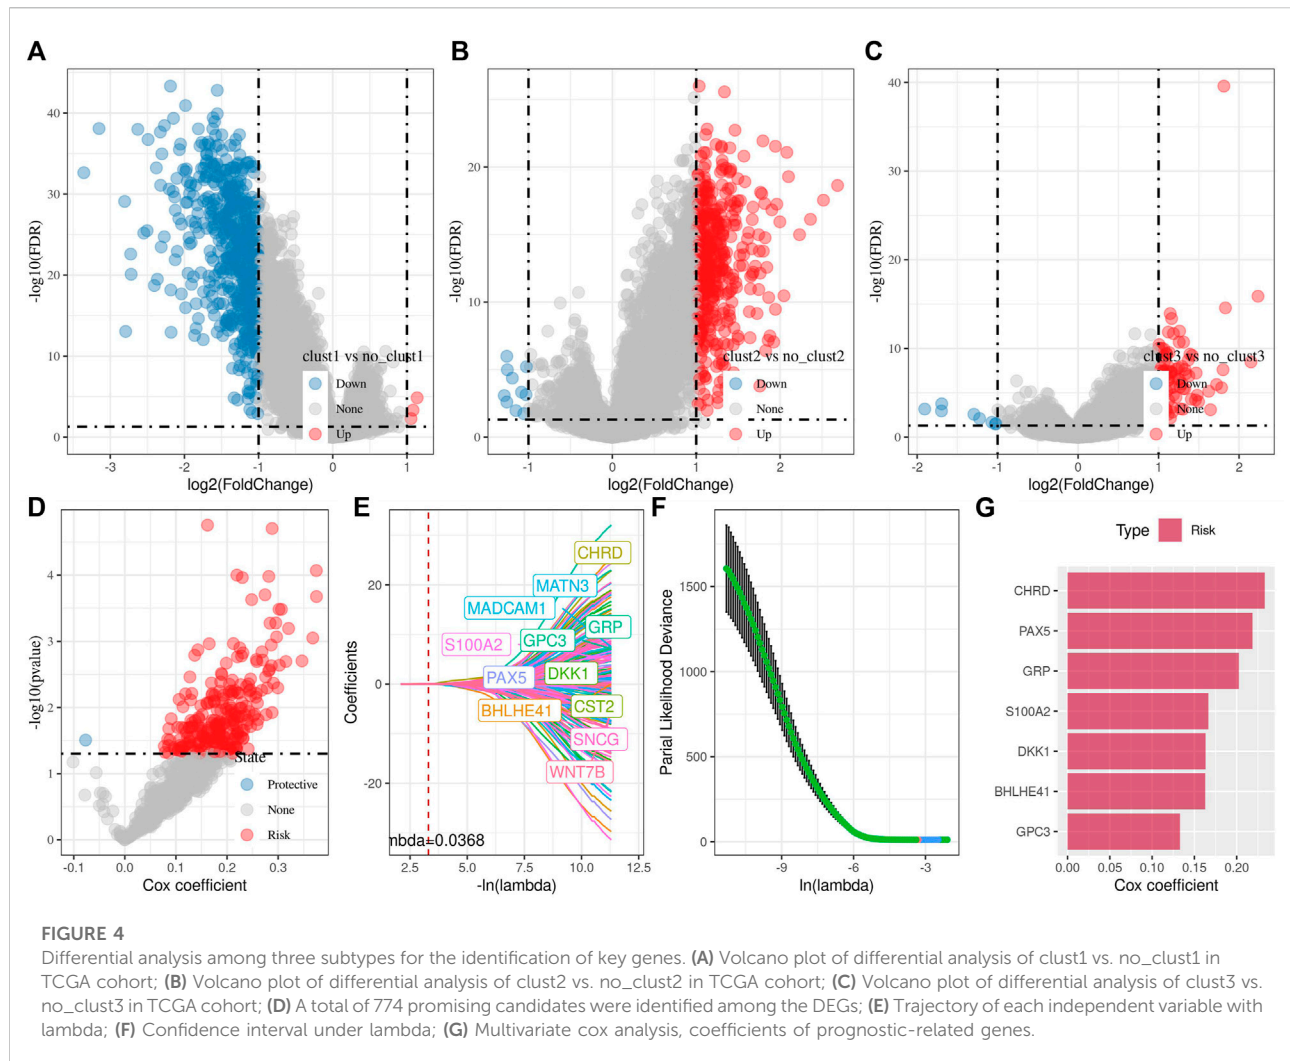 A
40
30
20
10
0
-log10(FDR)
clust1 vs no_clust1
Down
None
Up
-3
-2
-1
0
1
log2(FoldChange)
B
20
10
0
-log10(FDR)
clust2 vs no_clust2
Down
None
Up
-1
0
1
2
log2(FoldChange)
C
40
30
20
10
0
-log10(FDR)
clust3 vs no_clust3
Down
None
Up
-2
-1
0
1
2
log2(FoldChange)
D
4
3
2
1
0
-log10(pvalue)
State
Protective
None
Risk
-0.1
0.0
0.1
0.2
0.3
Cox coefficient
E
20
0
-20
Coefficients
CHRD
MATN3
MADCAM1
GRP
S100A2
GPC3
PAX5
DKK1
BHLHE41
CST2
SNCG
WNT7B
mbda=0.0368
2.5
5.0
7.5
10.0
12.5
-ln(lambda)
F
1500
1000
500
0
Parial Likelihood Deviance
-9
-6
-3
ln(lambda)
G
Type
Risk
CHRD
PAX5
GRP
S100A2
DKK1
BHLHE41
GPC3
0.00
0.05
0.10
0.15
0.20
Cox coefficient
FIGURE 4
Differential analysis among three subtypes for the identification of key genes. (A) Volcano plot of differential analysis of clust1 vs. no_clust1 in
TCGA cohort; (B) Volcano plot of differential analysis of clust2 vs. no_clust2 in TCGA cohort; (C) Volcano plot of differential analysis of clust3 vs.
no_clust3 in TCGA cohort; (D) A total of 774 promising candidates were identified among the DEGs; (E) Trajectory of each independent variable with
lambda; (F) Confidence interval under lambda; (G) Multivariate cox analysis, coefficients of prognostic-related genes.